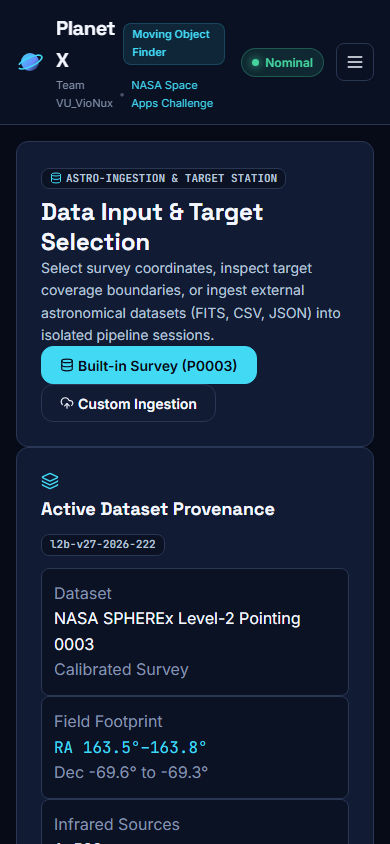 Planet X
Moving Object Finder
Team VU_VioNux
•
NASA Space Apps Challenge
Nominal
ASTRO-INGESTION & TARGET STATION
Data Input & Target
Selection
Select survey coordinates, inspect target
coverage boundaries, or ingest external
astronomical datasets (FITS, CSV, JSON) into
isolated pipeline sessions.
Built-in Survey (P0003)
Custom Ingestion
Active Dataset Provenance
l2b-v27-2026-222
Dataset
NASA SPHEREx Level-2 Pointing
0003
Calibrated Survey
Field Footprint
RA 163.5°–163.8°
Dec -69.6° to -69.3°
Infrared Sources